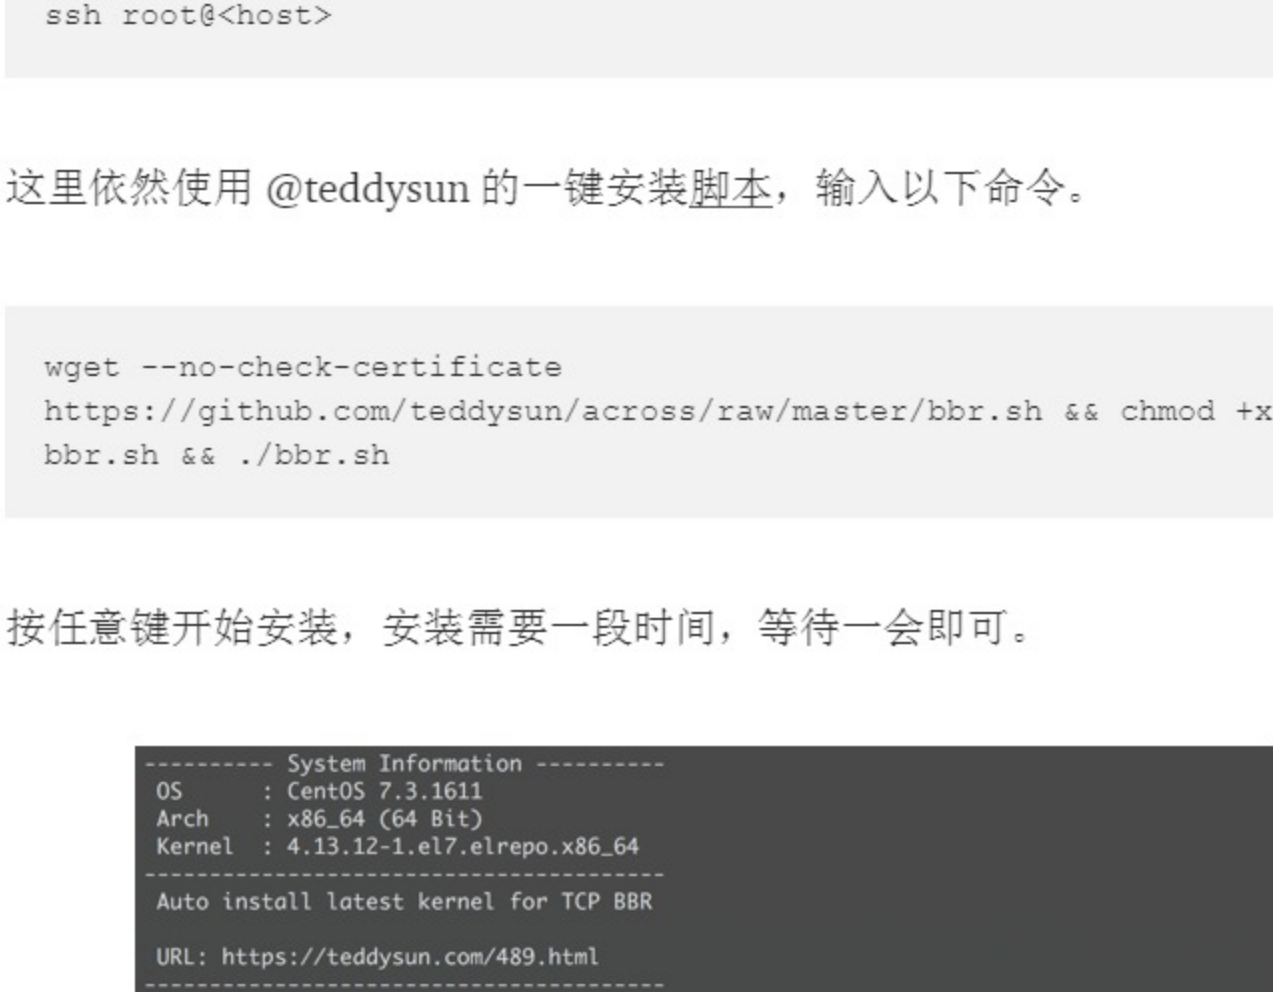 ssh root@<host>
这里依然使用 @teddysun 的一键安装脚本，输入以下命令。
wget --no-check-certificate
https://github.com/teddysun/across/raw/master/bbr.sh && chmod +x
bbr.sh && ./bbr.sh
按任意键开始安装，安装需要一段时间，等待一会即可。
---------- System Information ----------
OS : CentOS 7.3.1611
Arch : x86_64 (64 Bit)
Kernel : 4.13.12-1.el7.elrepo.x86_64
----------------------------------------
Auto install latest kernel for TCP BBR
URL: https://teddysun.com/489.html
----------------------------------------